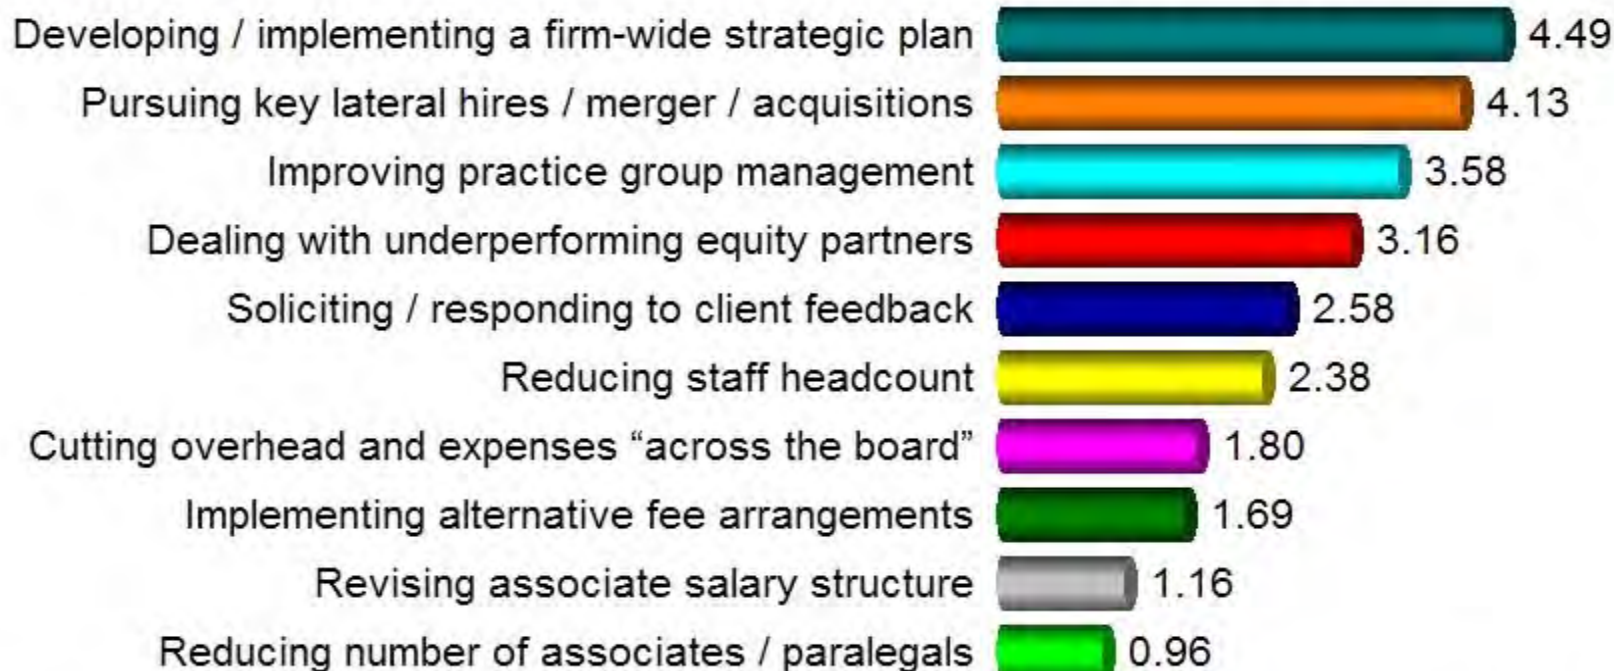 Developing / implementing a firm-wide strategic plan 4.49
Pursuing key lateral hires / merger / acquisitions 4.13
Improving practice group management 3.58
Dealing with underperforming equity partners 3.16
Soliciting / responding to client feedback 2.58
Reducing staff headcount 2.38
Cutting overhead and expenses “across the board” 1.80
Implementing alternative fee arrangements 1.69
Revising associate salary structure 1.16
Reducing number of associates / paralegals 0.96